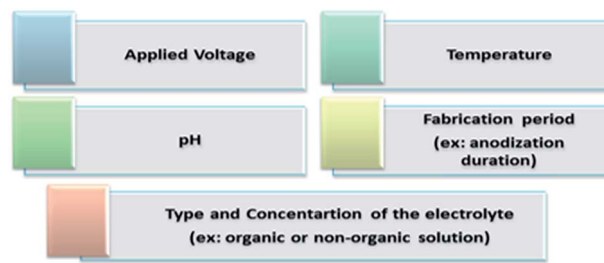 Applied Voltage
Temperature
pH
Fabrication period
(ex: anodization
duration)
Type and Concentartion of the electrolyte
(ex: organic or non-organic solution)